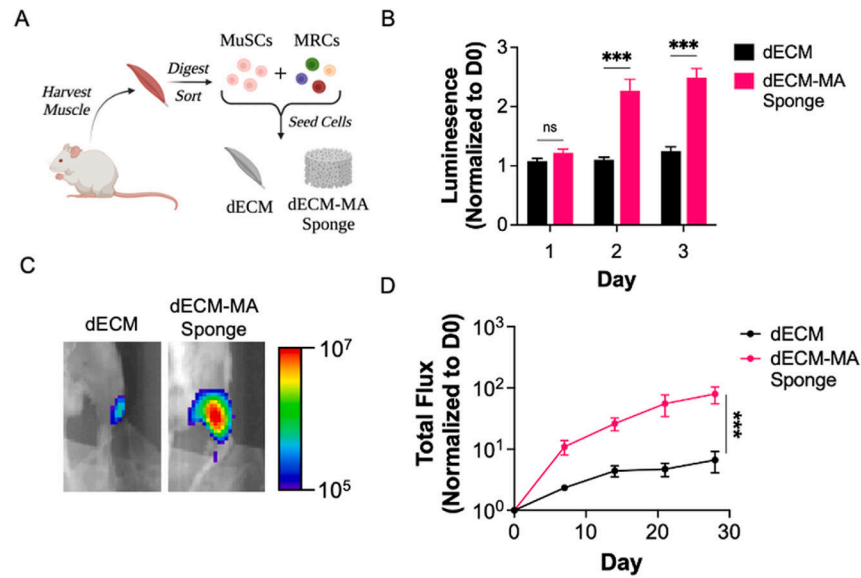 A
Harvest
Muscle
Digest
Sort
MuSCs
+
MRCs
Seed Cells
dECM
dECM-MA
Sponge
B
Luminesence
(Normalized to D0)
3
2
1
0
ns
***
***
1
2
3
Day
dECM
dECM-MA
Sponge
C
dECM
dECM-MA
Sponge
10⁷
10⁵
D
Total Flux
(Normalized to D0)
10³
10²
10¹
10⁰
0
10
20
30
Day
***
dECM
dECM-MA
Sponge